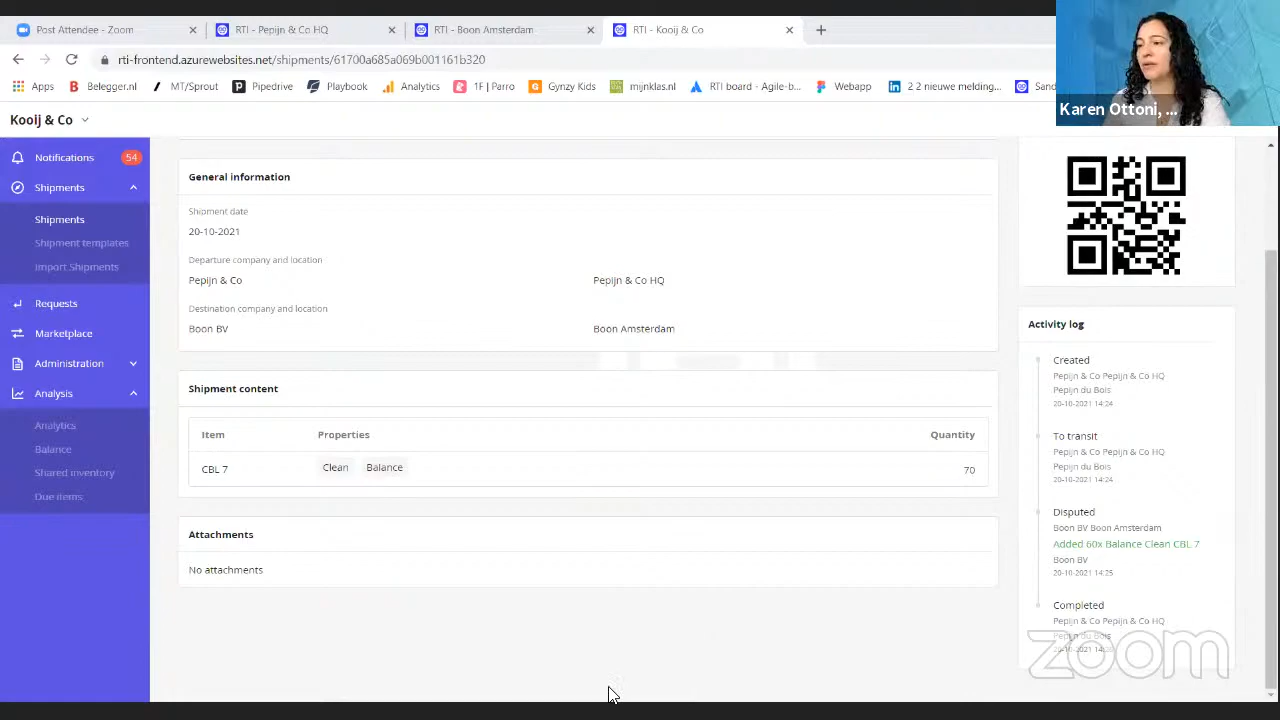 Post Attendee - Zoom
RTI - Pepijn & Co HQ
RTI - Boon Amsterdam
RTI - Kooij & Co
Karen Ottoni, ...
Apps
Belegger.nl
MT/Sprout
Pipedrive
Playbook
Analytics
1F | Parro
Gynzy Kids
mijnklas.nl
RTI board - Agile-b...
Webapp
2 2 nieuwe melding...
Kooij & Co
Notifications
54
Shipments
Shipments
Shipment templates
Import Shipments
Requests
Marketplace
Administration
Analysis
Analytics
Balance
Shared inventory
Due items
General information
Shipment date
20-10-2021
Departure company and location
Pepijn & Co
Pepijn & Co HQ
Destination company and location
Boon BV
Boon Amsterdam
Shipment content
Item
Properties
Quantity
CBL 7
Clean
Balance
70
Attachments
No attachments
Activity log
Created
Pepijn & Co Pepijn & Co HQ
Pepijn du Bois
20-10-2021 14:24
To transit
Pepijn & Co Pepijn & Co HQ
Pepijn du Bois
20-10-2021 14:24
Disputed
Boon BV Boon Amsterdam
Added 60x Balance Clean CBL 7
Boon BV
20-10-2021 14:25
Completed
Pepijn & Co Pepijn & Co HQ
Pepijn du Bois
zoom